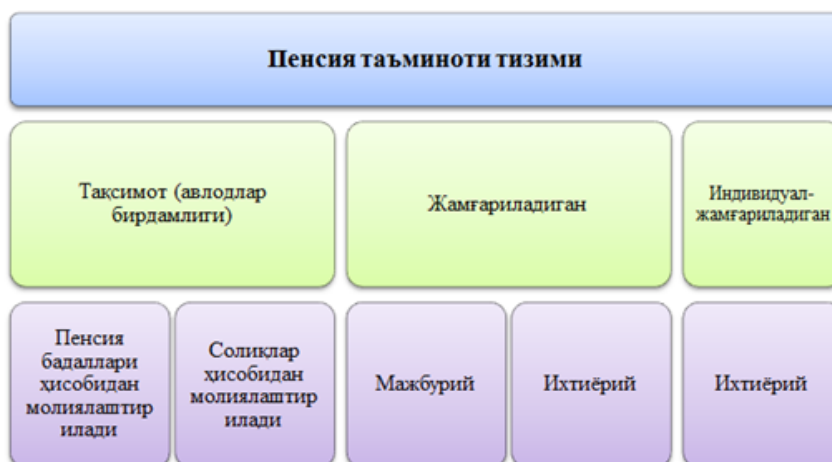 Пенсия таъминоти тизими
Тақсимот (авлодлар
бирдамлиги)
Жамғариладиган
Индивидуал-
жамғариладиган
Пенсия
бадаллари
ҳисобидан
молиялаштир
илади
Солиқлар
ҳисобидан
молиялаштир
илади
Мажбурий
Ихтиёрий
Ихтиёрий